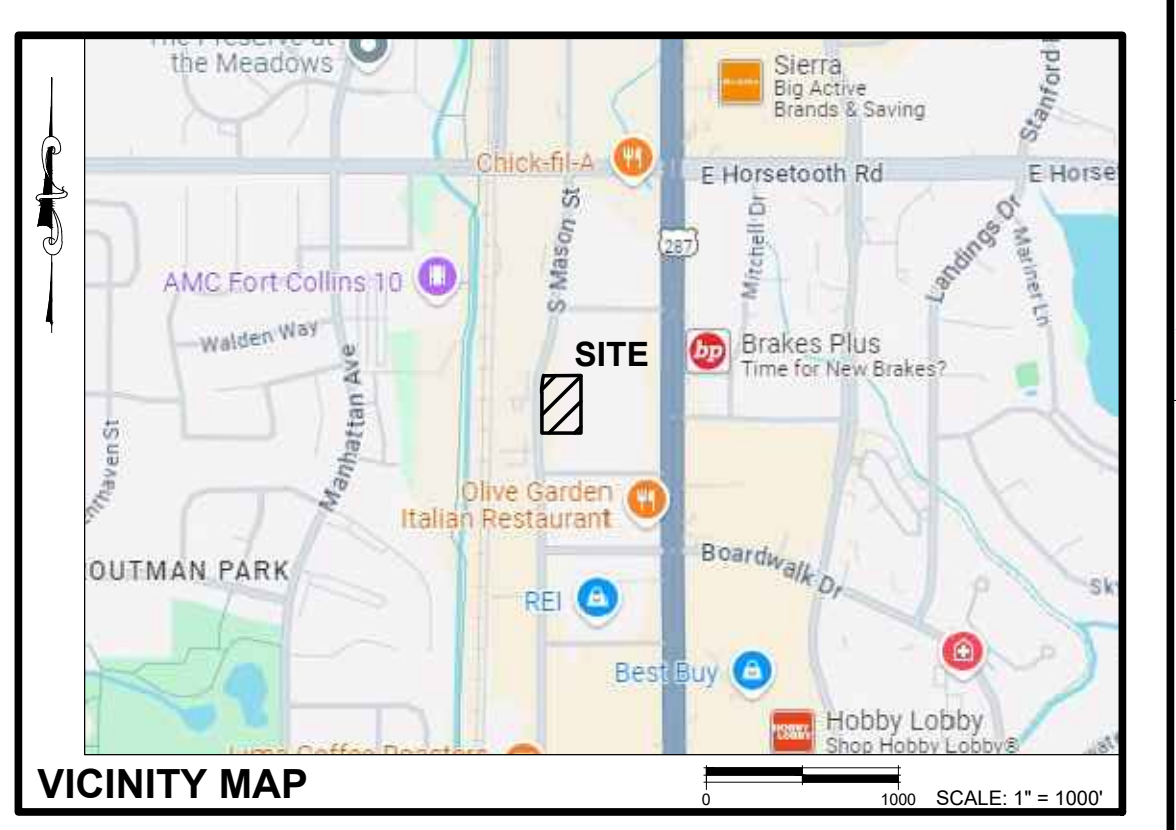 the Meadows
Sierra
Big Active
Brands & Saving
Stanford
Chick-fil-A
E Horsetooth Rd
E Horse
S Mason St
Mitchell Dr
Landings Dr
Mariner Ln
287
AMC Fort Collins 10
Walden Way
Manhattan Ave
SITE
bp
Brakes Plus
Time for New Brakes?
Olive Garden
Italian Restaurant
Boardwalk Dr
OUTMAN PARK
REI
Best Buy
HOBBY
LOBBY
Hobby Lobby
Shop Hobby Lobby®
VICINITY MAP
0 1000 SCALE: 1" = 1000'